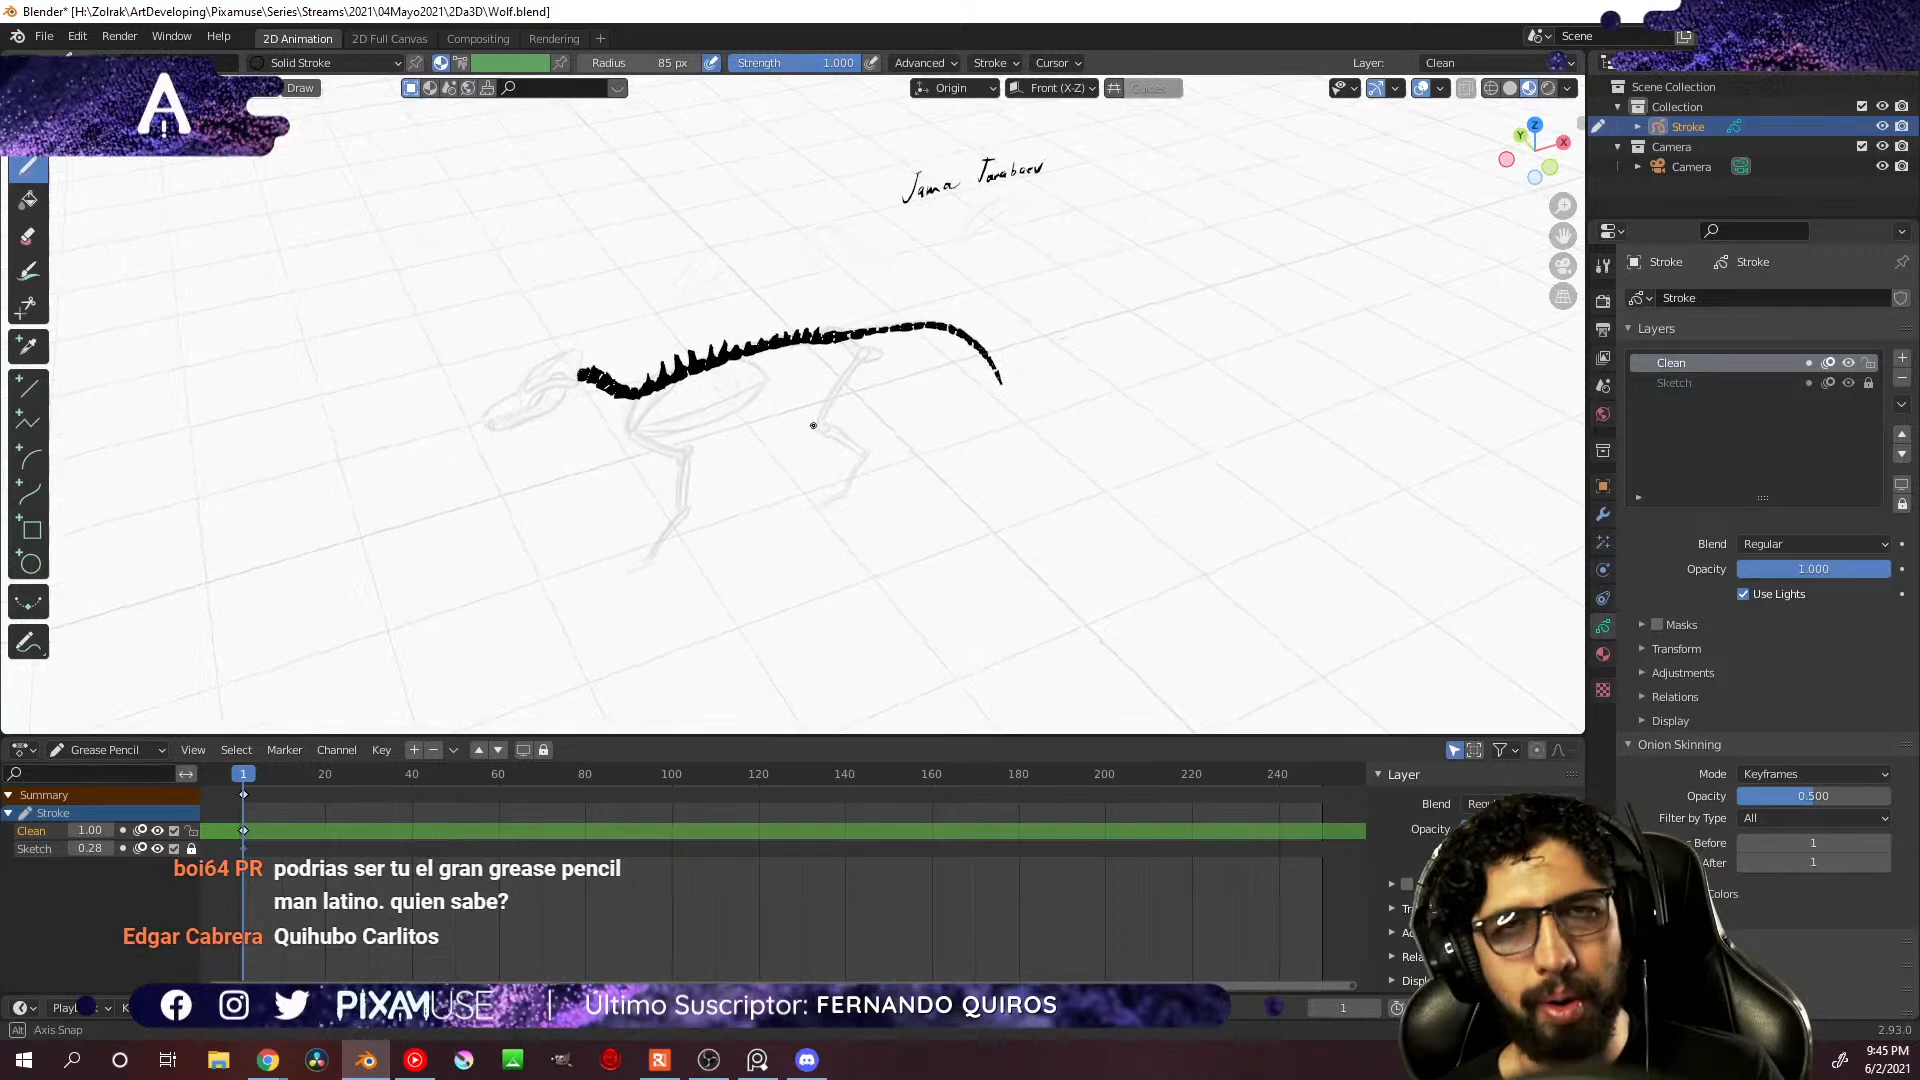 Blender* [H:\Zolrak\ArtDeveloping\Pixamuse\Series\Streams\2021\04Mayo2021\2Da3D\Wolf.blend]
File Edit Render Window Help 2D Animation 2D Full Canvas Compositing Rendering + Scene
Solid Stroke Radius 85 px Strength 1.000 Advanced Stroke Cursor Layer: Clean
Draw Origin Front (X-Z) Guides
Scene Collection
Collection
Stroke
Camera
Camera
Z
Y
X
Jama Tarabaev
Stroke Stroke
Stroke
Layers
Clean
Sketch
Blend Regular
Opacity 1.000
Use Lights
Masks
Transform
Adjustments
Relations
Display
Onion Skinning
Mode Keyframes
Opacity 0.500
Filter by Type All
Before 1
After 1
Colors
Grease Pencil View Select Marker Channel Key
1 20 40 60 80 100 120 140 160 180 200 220 240
Layer
Summary
Stroke
Clean 1.00
Sketch 0.28
Blend
Opacity
boi64 PR podrias ser tu el gran grease pencil
man latino. quien sabe?
Edgar Cabrera Quihubo Carlitos
PIXAMUSE | Último Suscriptor: FERNANDO QUIROS
1
Alt Axis Snap
2.93.0
9:45 PM
6/2/2021